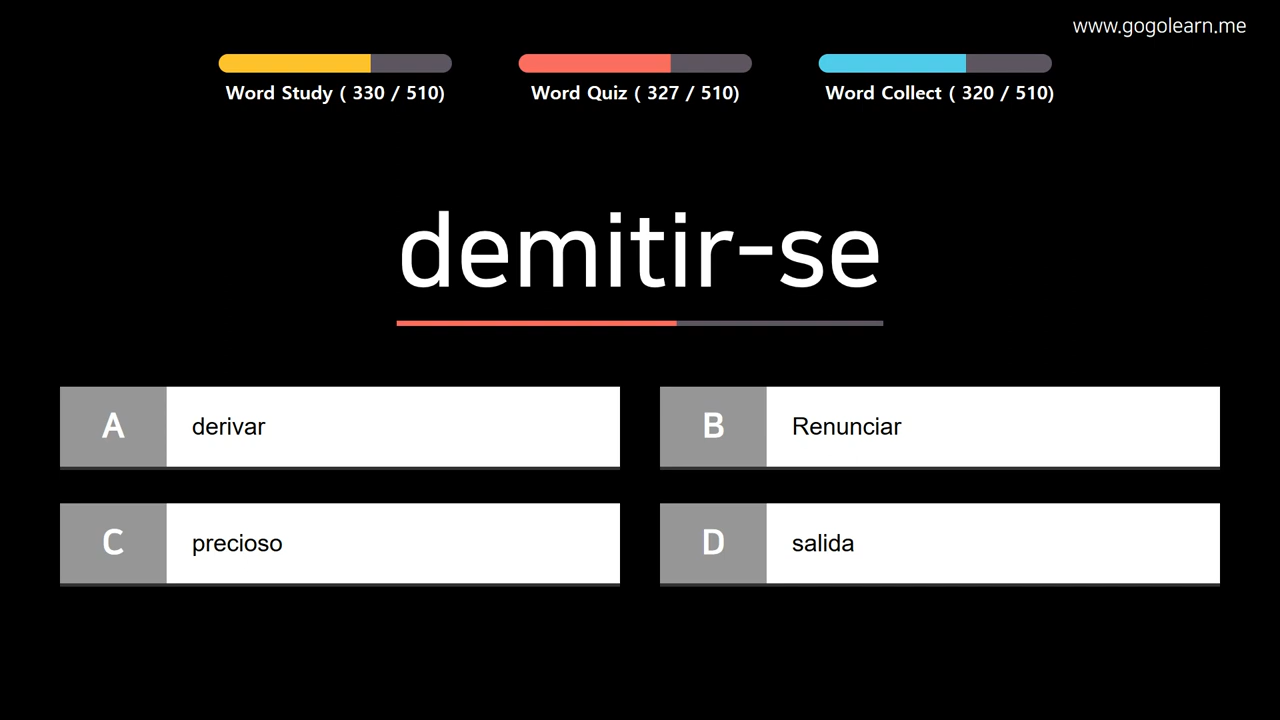 www.gogolearn.me
Word Study ( 330 / 510)
Word Quiz ( 327 / 510)
Word Collect ( 320 / 510)
demitir-se
A derivar
B Renunciar
C precioso
D salida